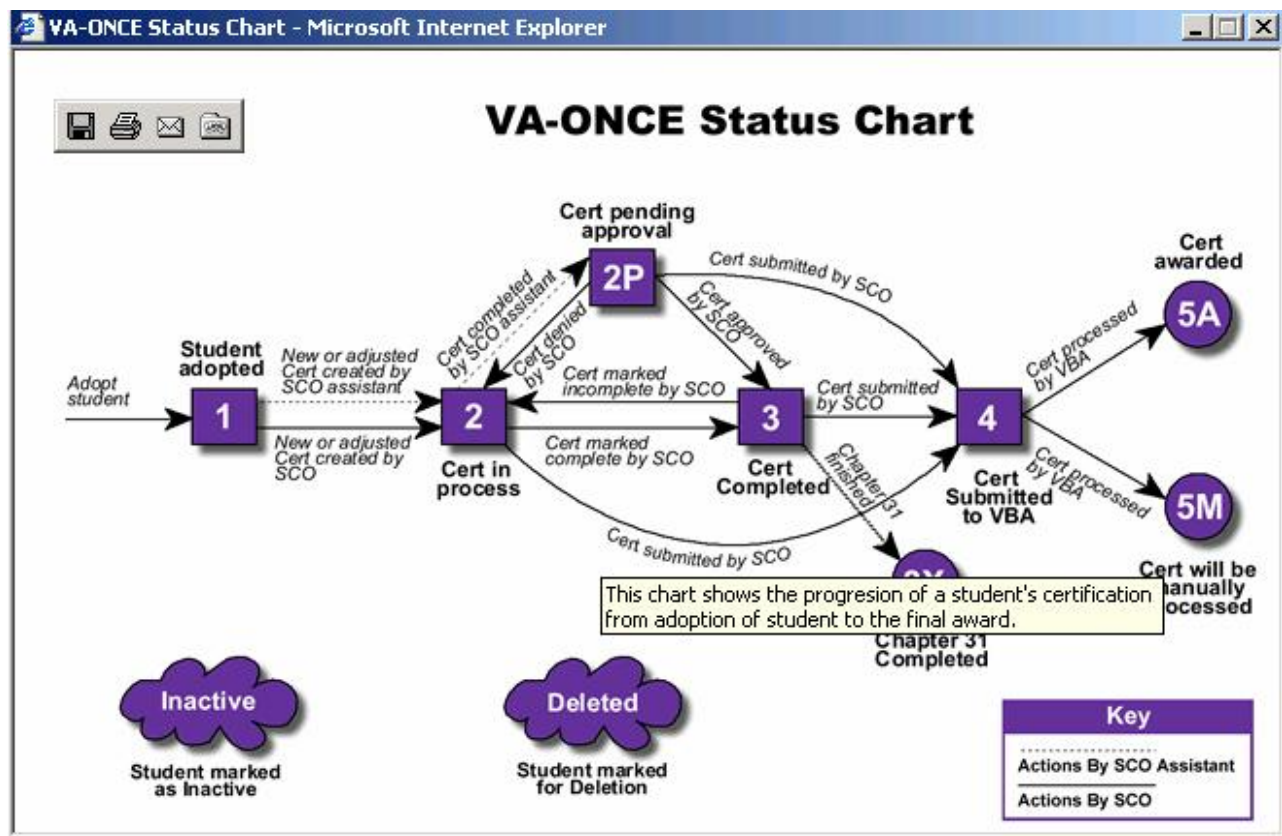 VA-ONCE Status Chart - Microsoft Internet Explorer
VA-ONCE Status Chart
Cert pending
approval
2P
Cert submitted by SCO
Cert
awarded
5A
Cert completed
by SCO assistant
Cert denied
by SCO
Cert approved
by SCO
Cert processed
by VBA
Adopt
student
Student
adopted
1
New or adjusted
Cert created by
SCO assistant
New or adjusted
Cert created by
SCO
2
Cert in
process
Cert marked
incomplete by SCO
Cert marked
complete by SCO
3
Cert
Completed
Cert submitted
by SCO
4
Cert
Submitted
to VBA
Cert processed
by VBA
5M
Cert will be
Chapter 31
finished
Cert submitted by SCO
This chart shows the progresion of a student's certification
from adoption of student to the final award.
Chapter 31
Completed
Inactive
Student marked
as Inactive
Deleted
Student marked
for Deletion
Key
Actions By SCO Assistant
Actions By SCO